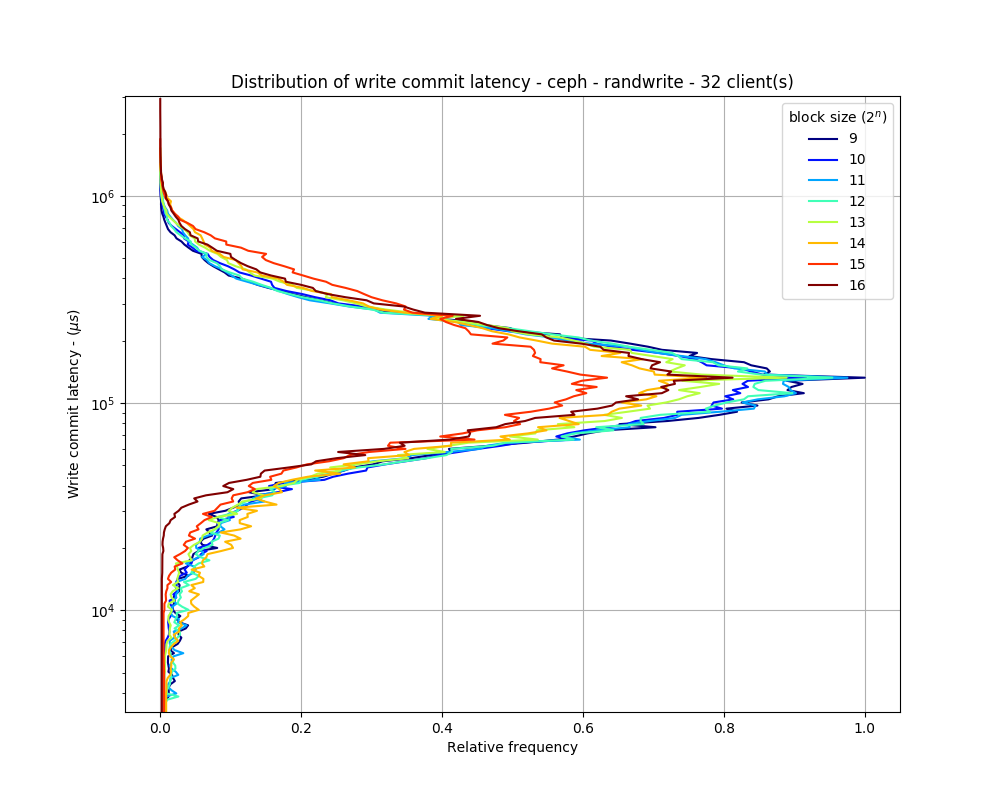 Distribution of write commit latency - ceph - randwrite - 32 client(s)
block size (2ⁿ)
9
10
11
12
13
14
15
16
10⁶
10⁵
10⁴
Write commit latency - (μs)
0.0 0.2 0.4 0.6 0.8 1.0
Relative frequency